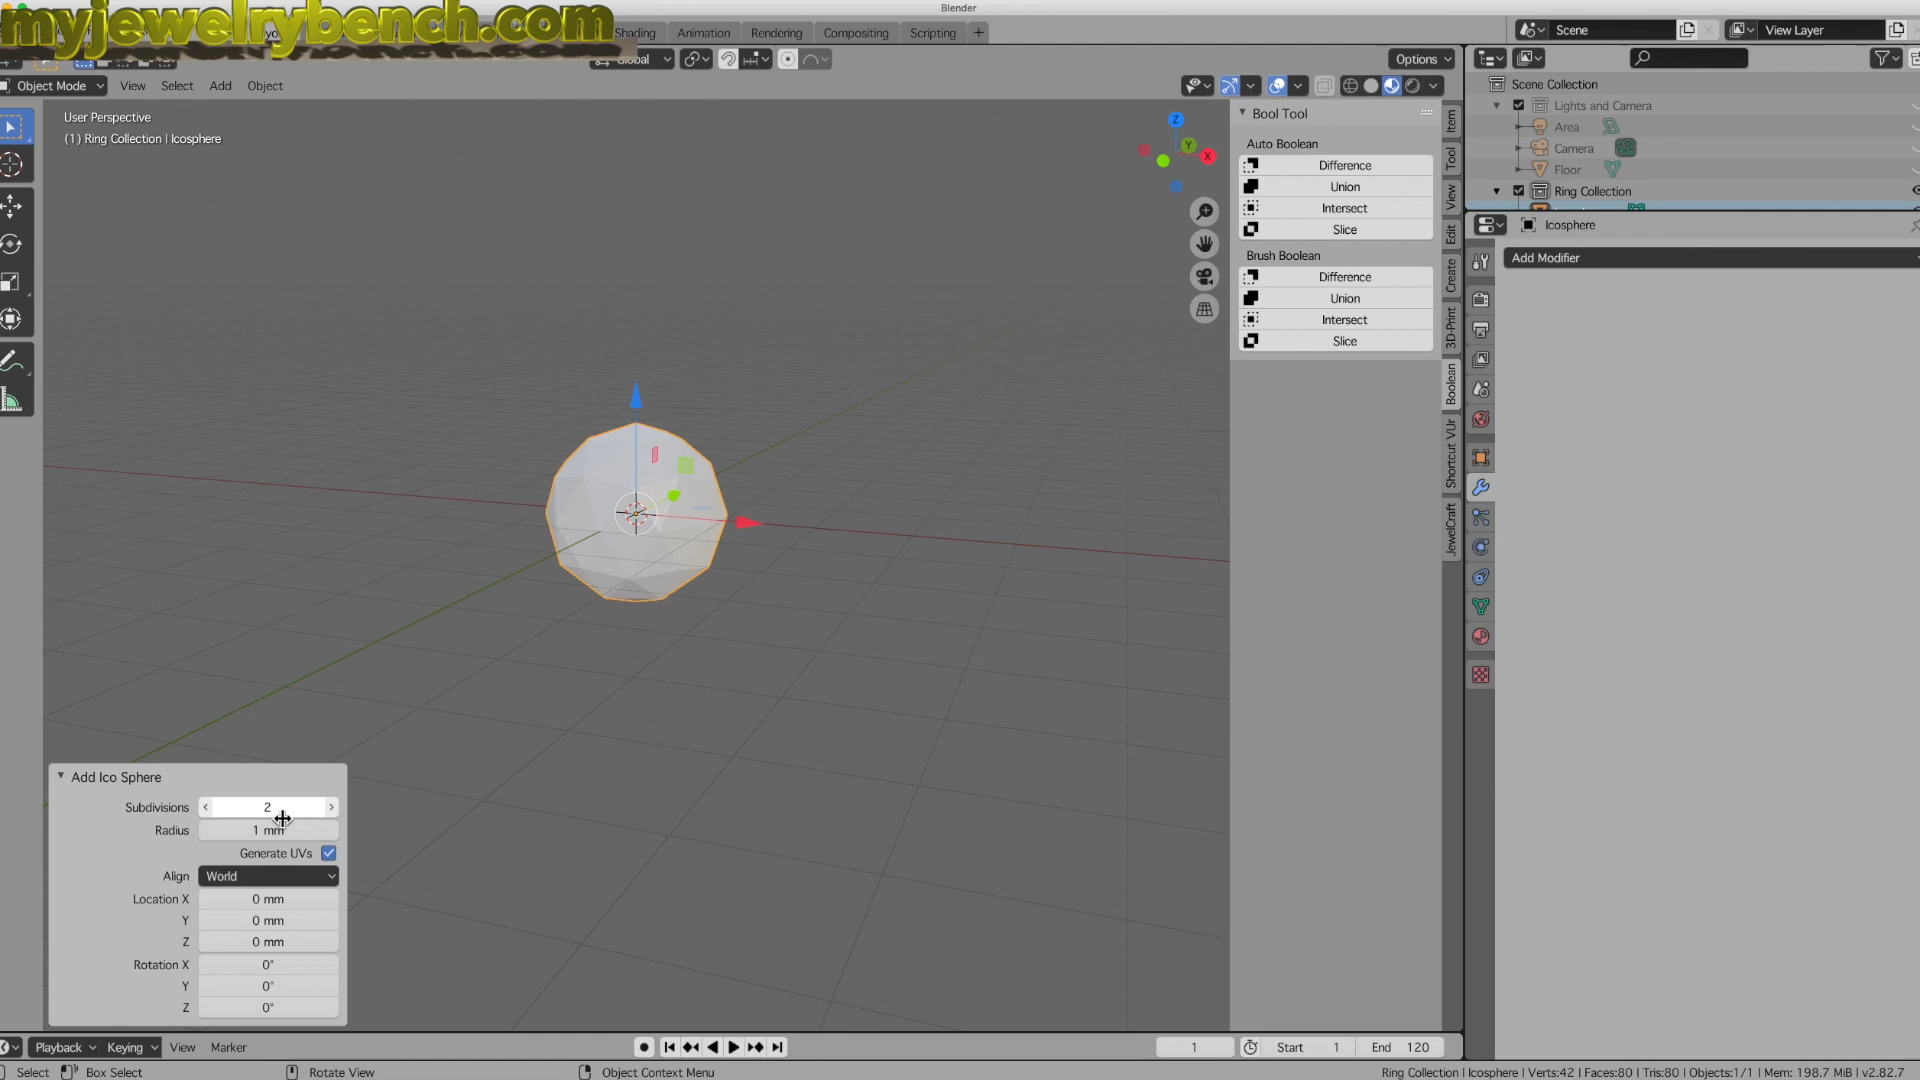 Blender
myjewelrybench.com
Shading Animation Rendering Compositing Scripting +
Scene View Layer
Global Options
Object Mode View Select Add Object
User Perspective
(1) Ring Collection | Icosphere
Z
Y
X
Bool Tool
Auto Boolean
Difference
Union
Intersect
Slice
Brush Boolean
Difference
Union
Intersect
Slice
Item
Tool
View
Edit
Create
3D-Print
Boolean
Shortcut VUr
JewelCraft
Scene Collection
Lights and Camera
Area
Camera
Floor
Ring Collection
Icosphere
Add Modifier
Add Ico Sphere
Subdivisions 2
Radius 1 mm
Generate UVs
Align World
Location X 0 mm
Y 0 mm
Z 0 mm
Rotation X 0°
Y 0°
Z 0°
Playback Keying View Marker
1 Start 1 End 120
Select Box Select Rotate View Object Context Menu
Ring Collection | Icosphere | Verts:42 | Faces:80 | Tris:80 | Objects:1/1 | Mem: 198.7 MiB | v2.82.7